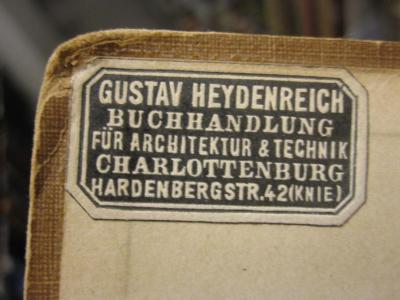 GUSTAV HEYDENREICH
BUCHHANDLUNG
FÜR ARCHITEKTUR & TECHNIK
CHARLOTTENBURG
HARDENBERGSTR.42(KNIE)